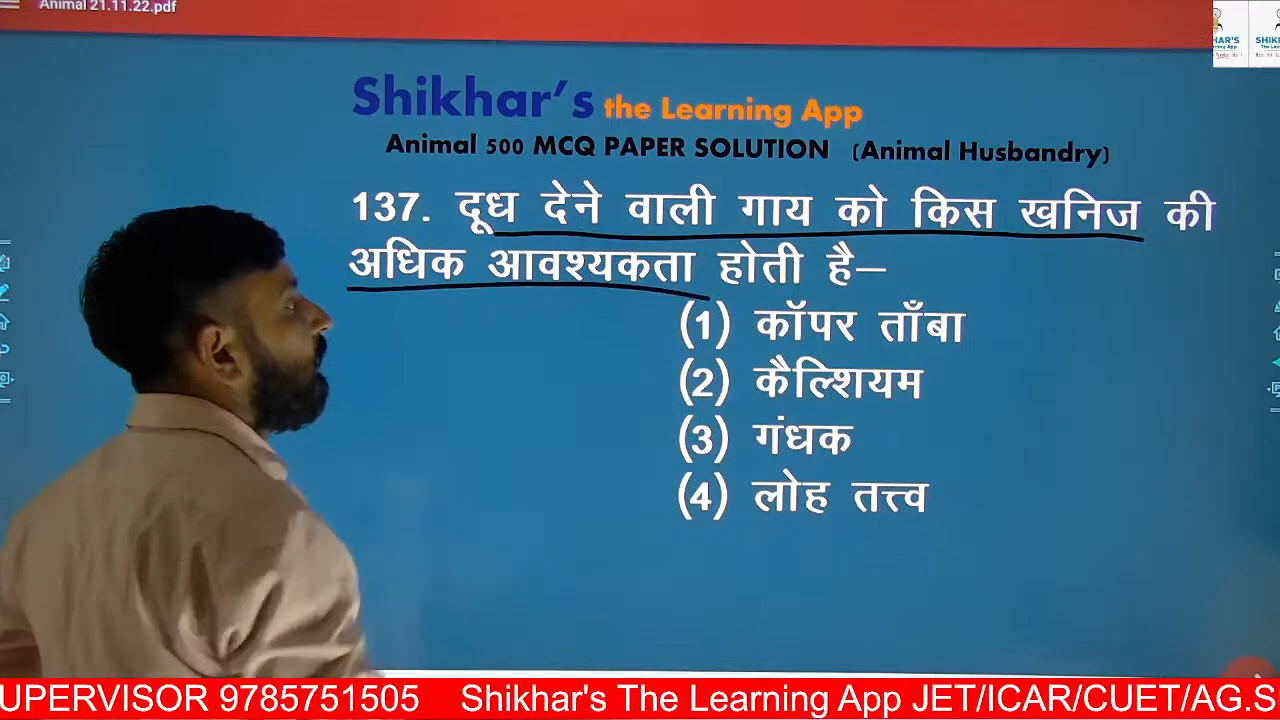 Animal 21.11.22.pdf
Shikhar's the Learning App
Animal 500 MCQ PAPER SOLUTION (Animal Husbandry)
137. दूध देने वाली गाय को किस खनिज की
अधिक आवश्यकता होती है–
(1) कॉपर ताँबा
(2) कैल्शियम
(3) गंधक
(4) लोह तत्त्व
UPERVISOR 9785751505 Shikhar's The Learning App JET/ICAR/CUET/AG.S